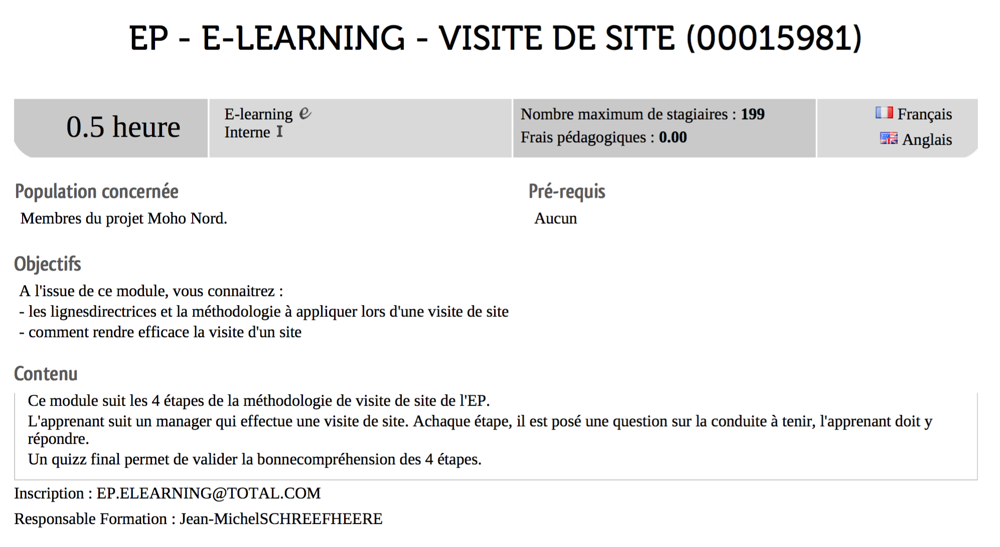 EP - E-LEARNING - VISITE DE SITE (00015981)
0.5 heure
E-learning e
Interne I
Nombre maximum de stagiaires : 199
Frais pédagogiques : 0.00
Français
Anglais
Population concernée
Membres du projet Moho Nord.
Pré-requis
Aucun
Objectifs
A l'issue de ce module, vous connaitrez :
- les lignesdirectrices et la méthodologie à appliquer lors d'une visite de site
- comment rendre efficace la visite d'un site
Contenu
Ce module suit les 4 étapes de la méthodologie de visite de site de l'EP.
L'apprenant suit un manager qui effectue une visite de site. Achaque étape, il est posé une question sur la conduite à tenir, l'apprenant doit y
répondre.
Un quizz final permet de valider la bonnecompréhension des 4 étapes.
Inscription : EP.ELEARNING@TOTAL.COM
Responsable Formation : Jean-MichelSCHREEFHEERE